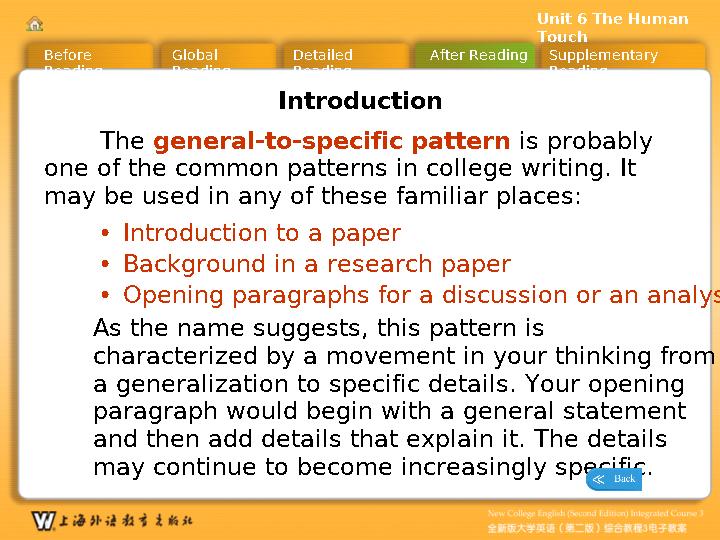 Unit 6 The Human
Touch
Before
Reading
Global
Reading
Detailed
Reading
After Reading
Supplementary
Reading
Introduction
The general-to-specific pattern is probably
one of the common patterns in college writing. It
may be used in any of these familiar places:
• Introduction to a paper
• Background in a research paper
• Opening paragraphs for a discussion or an analys
As the name suggests, this pattern is
characterized by a movement in your thinking from
a generalization to specific details. Your opening
paragraph would begin with a general statement
and then add details that explain it. The details
may continue to become increasingly specific.
≪ Back
W 上海外语教育出版社
New College English (Second Edition) Integrated Course 3
全新版大学英语（第二版）综合教程3电子教案